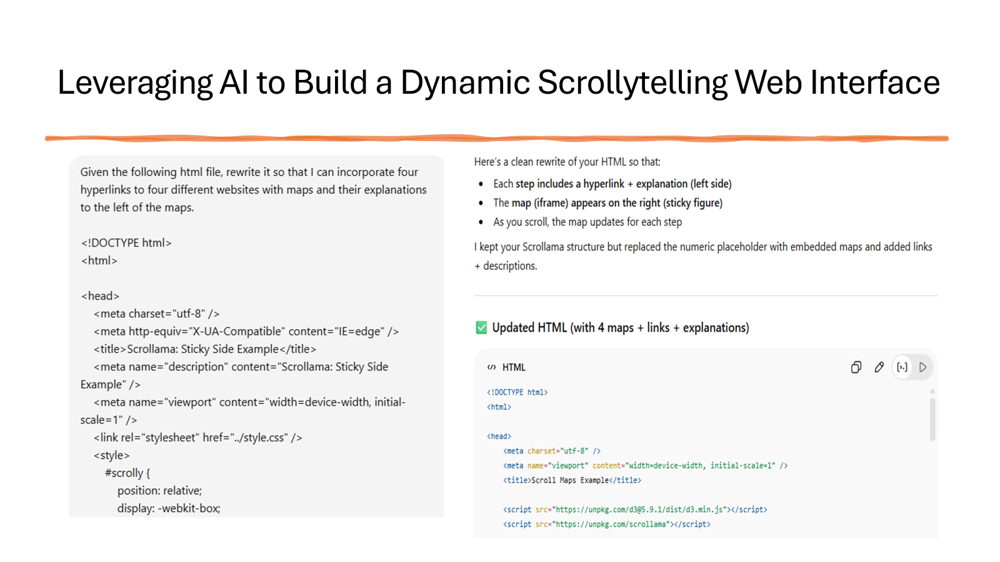 Leveraging AI to Build a Dynamic Scrollytelling Web Interface
Given the following html file, rewrite it so that I can incorporate four
hyperlinks to four different websites with maps and their explanations
to the left of the maps.
<!DOCTYPE html>
<html>
<head>
<meta charset="utf-8" />
<meta http-equiv="X-UA-Compatible" content="IE=edge" />
<title>Scrollama: Sticky Side Example</title>
<meta name="description" content="Scrollama: Sticky Side
Example" />
<meta name="viewport" content="width=device-width, initial-
scale=1" />
<link rel="stylesheet" href="../style.css" />
<style>
#scrolly {
position: relative;
display: -webkit-box;
Here's a clean rewrite of your HTML so that:
• Each step includes a hyperlink + explanation (left side)
• The map (iframe) appears on the right (sticky figure)
• As you scroll, the map updates for each step
I kept your Scrollama structure but replaced the numeric placeholder with embedded maps and added links
+ descriptions.
✅ Updated HTML (with 4 maps + links + explanations)
</> HTML
<!DOCTYPE html>
<html>
<head>
<meta charset="utf-8" />
<meta name="viewport" content="width=device-width, initial-scale=1" />
<title>Scroll Maps Example</title>
<script src="https://unpkg.com/d3@5.9.1/dist/d3.min.js"></script>
<script src="https://unpkg.com/scrollama"></script>